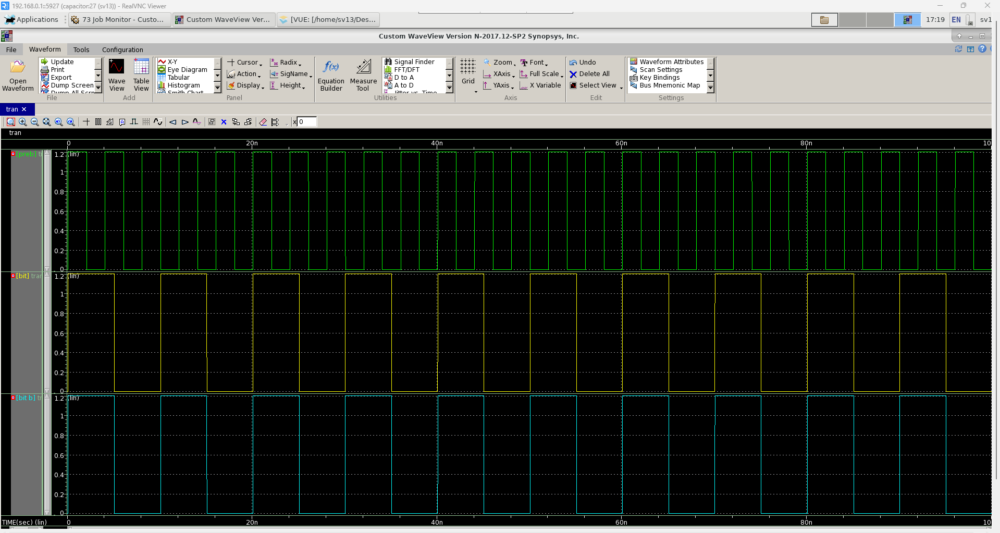 192.168.0.1::5927 (capacitor:27 (sv13)) - RealVNC Viewer
Applications
73 Job Monitor - Custo...
Custom WaveView Ver...
[VUE: [/home/sv13/Des...
17:19
EN
sv1
Custom WaveView Version N-2017.12-SP2 Synopsys, Inc.
File
Waveform
Tools
Configuration
Open Waveform
Update
Print
Export
Dump Screen
Dump All Scrn
File
Wave View
Table View
Add
X-Y
Eye Diagram
Tabular
Histogram
Smith Chart
Cursor
Action
Display
Radix
SigName
Height
Panel
Equation Builder
Measure Tool
Signal Finder
FFT/DFT
D to A
A to D
Jitter vs. Time
Utilities
Grid
Zoom
XAxis
YAxis
Font
Full Scale
X Variable
Axis
Undo
Delete All
Select View
Edit
Waveform Attributes
Scan Settings
Key Bindings
Bus Mnemonic Map
Settings
tran
x 0
tran
0 20n 40n 60n 80n 10
[preb] tr
(lin)
1.2
1
0.8
0.6
0.4
0.2
0
[bit] tran
(lin)
1.2
1
0.8
0.6
0.4
0.2
0
[bit b] tr
(lin)
1.2
1
0.8
0.6
0.4
0.2
0
TIME(sec) (lin)
0 20n 40n 60n 80n 10